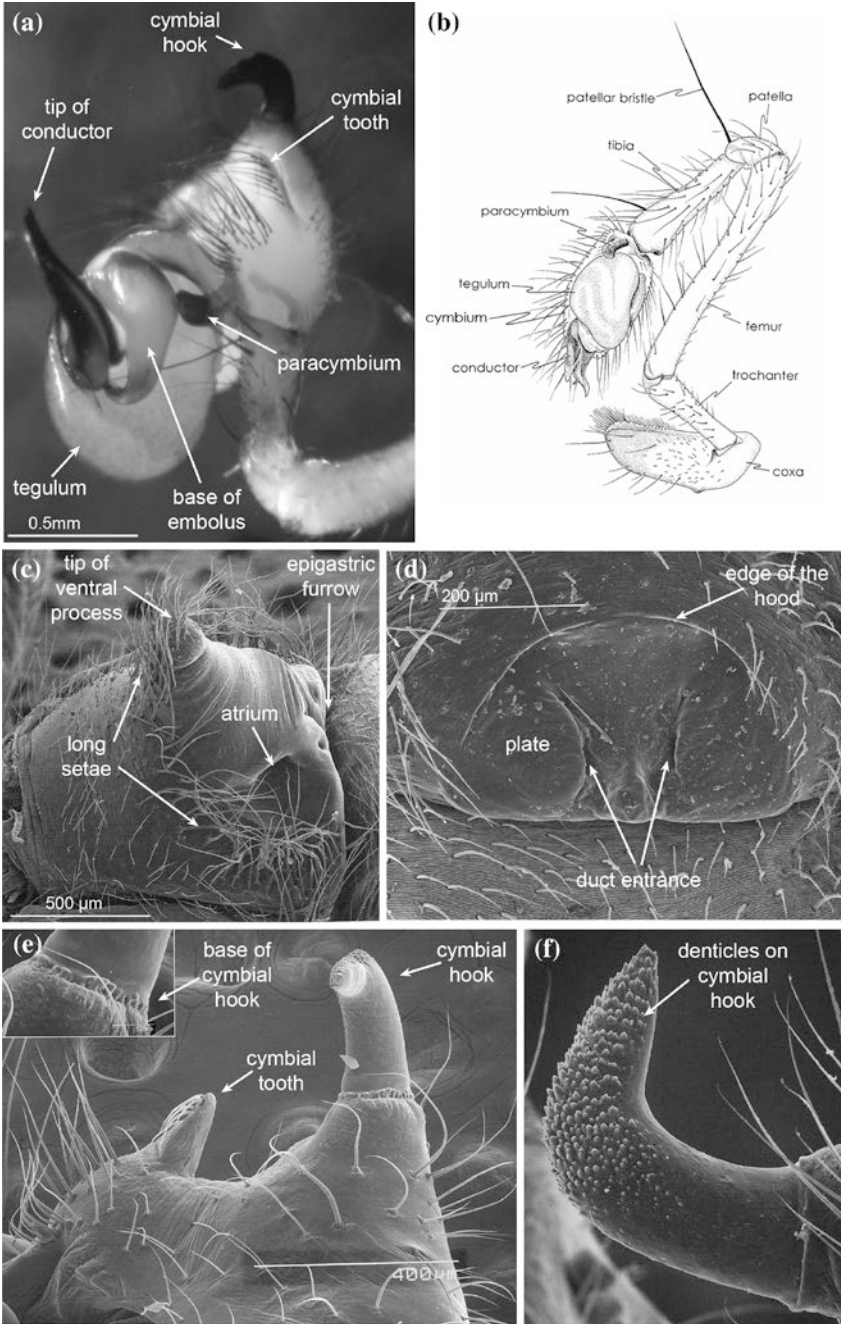 (a)
cymbial
hook
cymbial
tooth
tip of
conductor
paracymbium
tegulum
base of
embolus
0.5mm
(b)
patellar bristle
patella
tibia
paracymbium
tegulum
cymbium
conductor
femur
trochanter
coxa
(c)
tip of
ventral
process
epigastric
furrow
atrium
long
setae
500 µm
(d)
edge of the
hood
200 µm
plate
duct entrance
(e)
base of
cymbial
hook
cymbial
hook
cymbial
tooth
400µm
(f)
denticles on
cymbial
hook